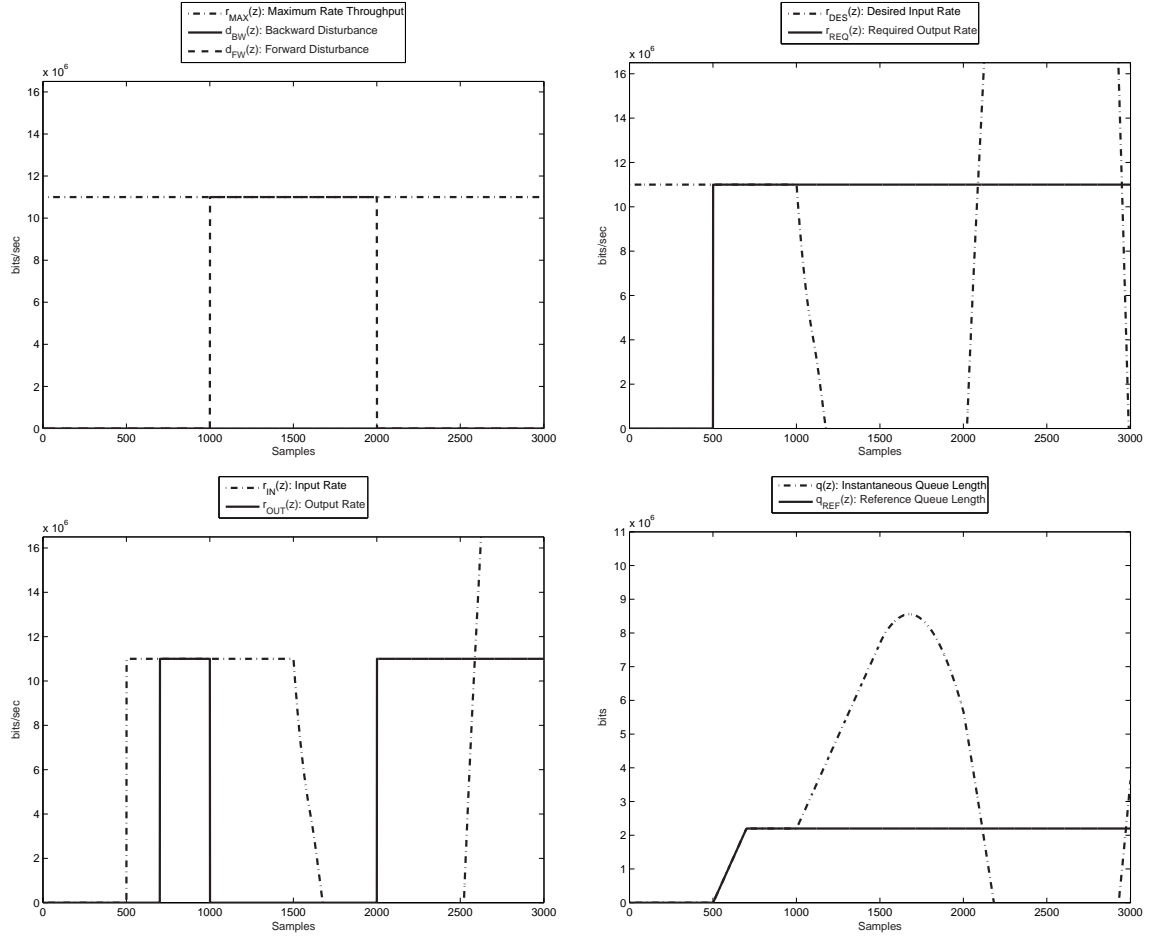 r_MAX(z): Maximum Rate Throughput
d_BW(z): Backward Disturbance
d_FW(z): Forward Disturbance
x 10^6
16
14
12
10
8
6
4
2
0
bits/sec
0 500 1000 1500 2000 2500 3000
Samples
r_DES(z): Desired Input Rate
r_REQ(z): Required Output Rate
x 10^6
16
14
12
10
8
6
4
2
0
bits/sec
0 500 1000 1500 2000 2500 3000
Samples
r_IN(z): Input Rate
r_OUT(z): Output Rate
x 10^6
16
14
12
10
8
6
4
2
0
bits/sec
0 500 1000 1500 2000 2500 3000
Samples
q(z): Instantaneous Queue Length
q_REF(z): Reference Queue Length
x 10^6
11
10
9
8
7
6
5
4
3
2
1
0
bits
0 500 1000 1500 2000 2500 3000
Samples